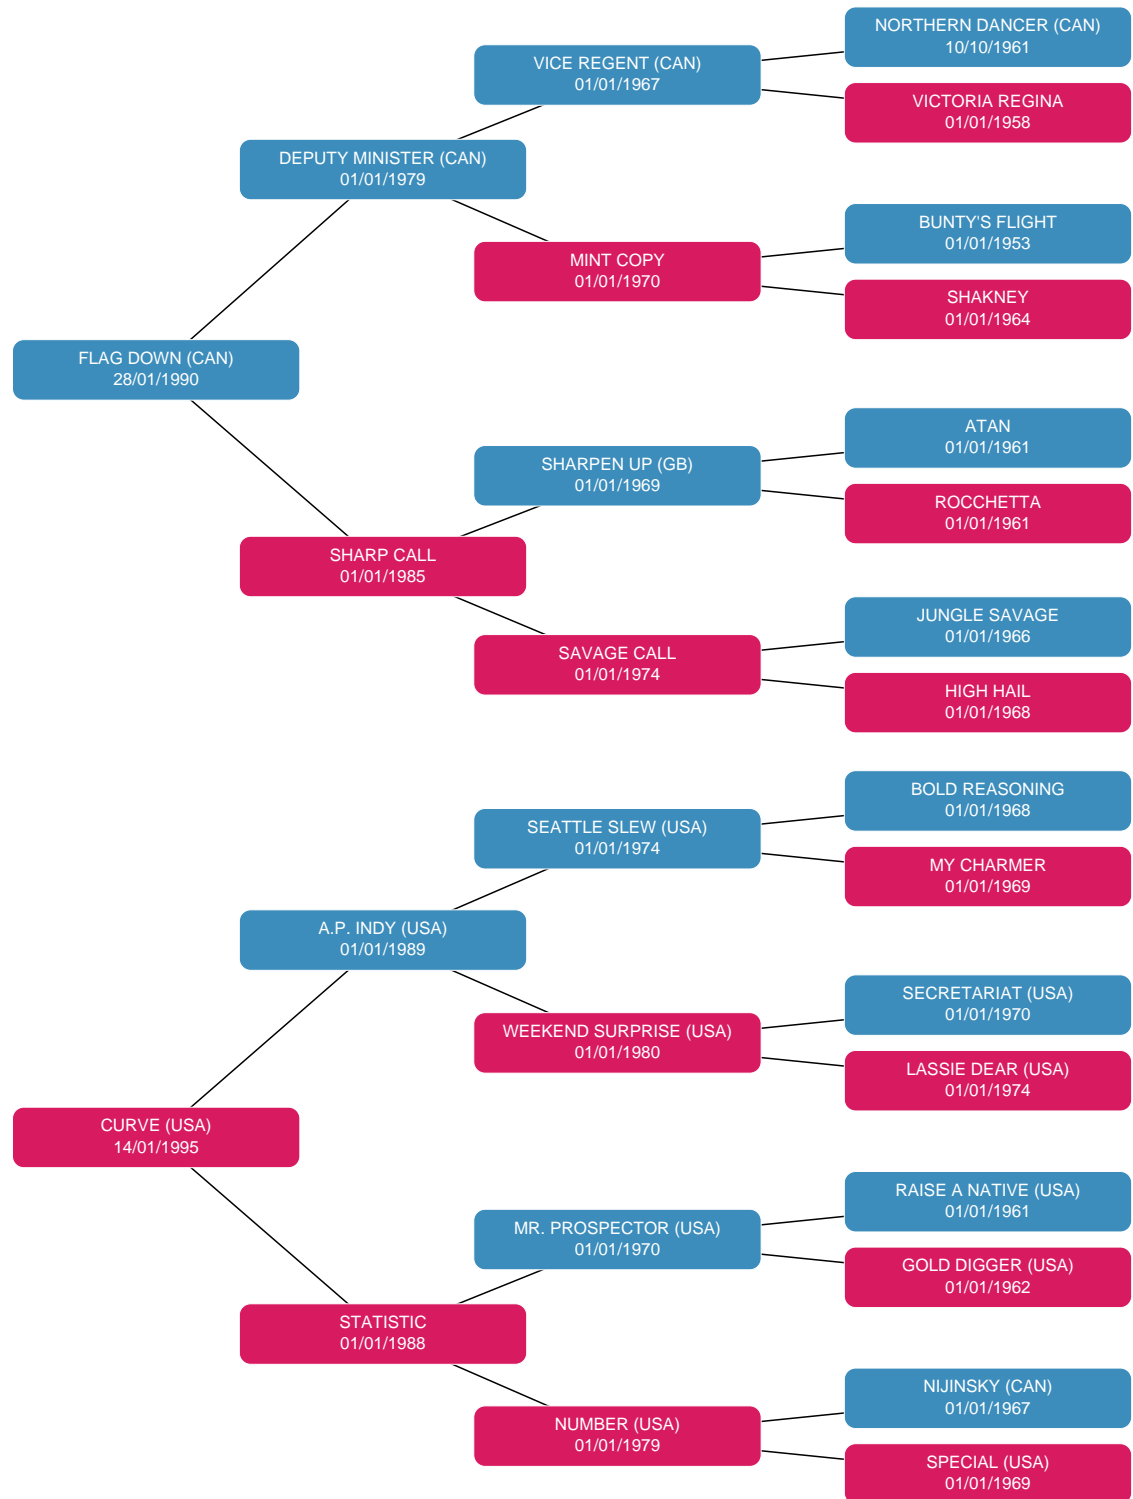 NORTHERN DANCER (CAN)
10/10/1961
VICE REGENT (CAN)
01/01/1967
VICTORIA REGINA
01/01/1958
DEPUTY MINISTER (CAN)
01/01/1979
BUNTY'S FLIGHT
01/01/1953
MINT COPY
01/01/1970
SHAKNEY
01/01/1964
FLAG DOWN (CAN)
28/01/1990
ATAN
01/01/1961
SHARPEN UP (GB)
01/01/1969
ROCCHETTA
01/01/1961
SHARP CALL
01/01/1985
JUNGLE SAVAGE
01/01/1966
SAVAGE CALL
01/01/1974
HIGH HAIL
01/01/1968
BOLD REASONING
01/01/1968
SEATTLE SLEW (USA)
01/01/1974
MY CHARMER
01/01/1969
A.P. INDY (USA)
01/01/1989
SECRETARIAT (USA)
01/01/1970
WEEKEND SURPRISE (USA)
01/01/1980
LASSIE DEAR (USA)
01/01/1974
CURVE (USA)
14/01/1995
RAISE A NATIVE (USA)
01/01/1961
MR. PROSPECTOR (USA)
01/01/1970
GOLD DIGGER (USA)
01/01/1962
STATISTIC
01/01/1988
NIJINSKY (CAN)
01/01/1967
NUMBER (USA)
01/01/1979
SPECIAL (USA)
01/01/1969